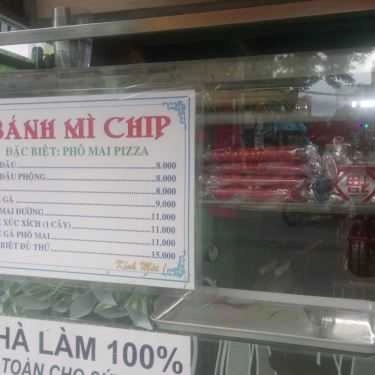 BÁNH MÌ CHIP
ĐẶC BIỆT: PHÔ MAI PIZZA
ĐẬU 8.000
ĐẬU PHỘNG 8.000
8.000
GÀ 9.000
MAI ĐƯỜNG 11.000
XÚC XÍCH (1 CÂY) 11.000
GÀ PHÔ MAI 11.000
BIỆT ĐỦ THỨ 15.000
Kính Mời !
HÀ LÀM 100%
TOÀN CHO SỨ